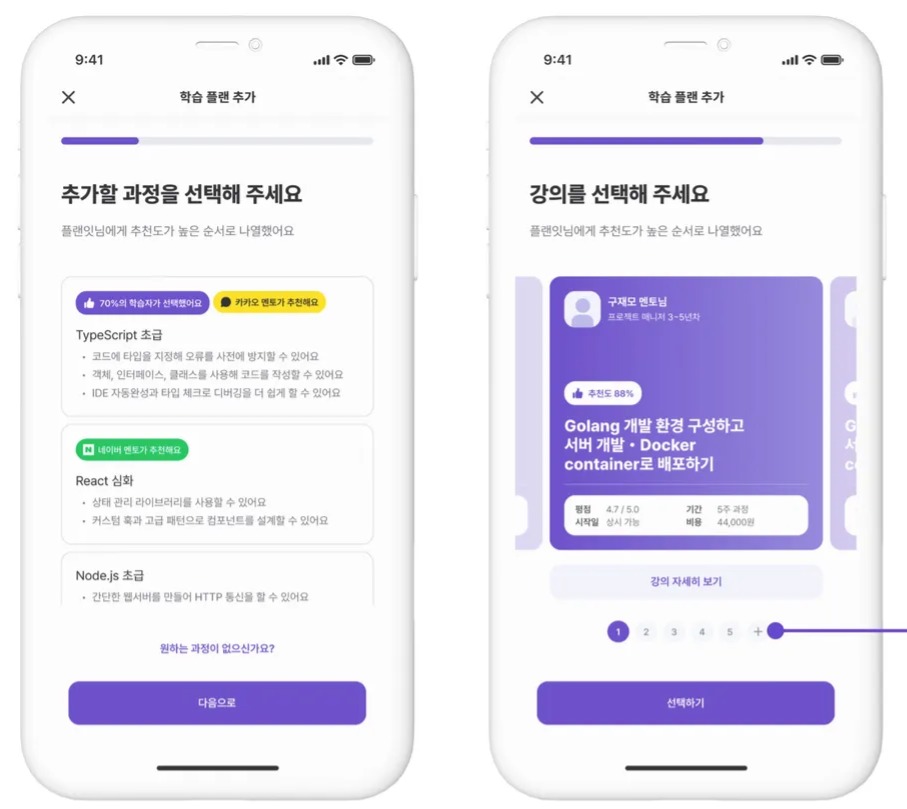 9:41
학습 플랜 추가
추가할 과정을 선택해 주세요
플랜잇님에게 추천도가 높은 순서로 나열했어요
70%의 학습자가 선택했어요
카카오 멘토가 추천해요
TypeScript 초급
• 코드에 타입을 지정해 오류를 사전에 방지할 수 있어요
• 객체, 인터페이스, 클래스를 사용해 코드를 작성할 수 있어요
• IDE 자동완성과 타입 체크로 디버깅을 더 쉽게 할 수 있어요
N 네이버 멘토가 추천해요
React 심화
• 상태 관리 라이브러리를 사용할 수 있어요
• 커스텀 훅과 고급 패턴으로 컴포넌트를 설계할 수 있어요
Node.js 초급
• 간단한 웹서버를 만들어 HTTP 통신을 할 수 있어요
원하는 과정이 없으신가요?
다음으로
9:41
학습 플랜 추가
강의를 선택해 주세요
플랜잇님에게 추천도가 높은 순서로 나열했어요
구재모 멘토님
프로젝트 매니저 3~5년차
추천도 88%
Golang 개발 환경 구성하고
서버 개발 • Docker
container로 배포하기
평점 4.7 / 5.0 기간 5주 과정
시작일 상시 가능 비용 44,000원
강의 자세히 보기
1 2 3 4 5 +
선택하기